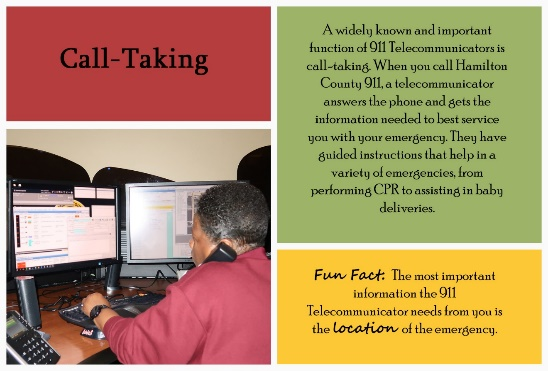 Call-Taking
A widely known and important
function of 911 Telecommunicators is
call-taking. When you call Hamilton
County 911, a telecommunicator
answers the phone and gets the
information needed to best service
you with your emergency. They have
guided instructions that help in a
variety of emergencies, from
performing CPR to assisting in baby
deliveries.
Fun Fact: The most important
information the 911
Telecommunicator needs from you is
the location of the emergency.